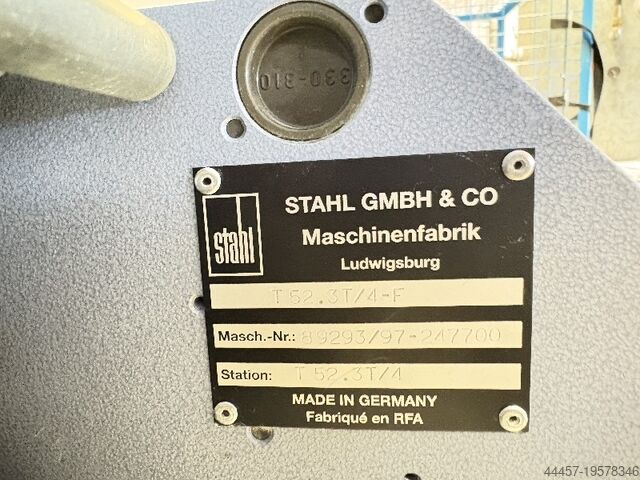 330-310
stahl
STAHL GMBH & CO
Maschinenfabrik
Ludwigsburg
T 52.3T/4-F
Masch.-Nr.: 89293/97-247700
Station: T 52.3T/4
MADE IN GERMANY
Fabriqué en RFA
44457-19578346